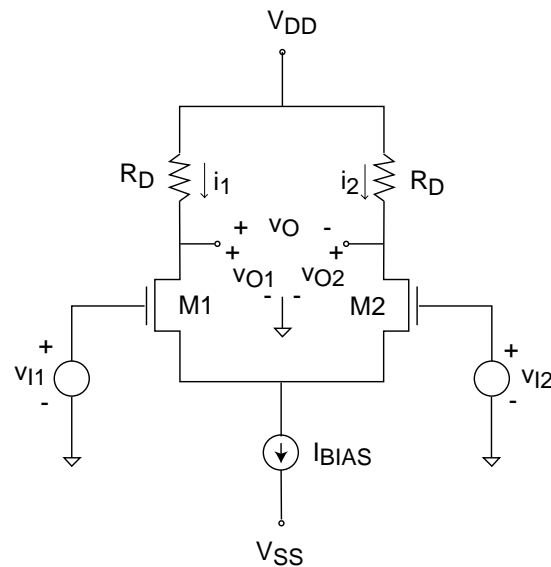 VDD
RD i1 i2 RD
+ vO -
+ +
vO1 vO2
- -
M1 M2
+ +
vI1 vI2
- -
IBIAS
VSS